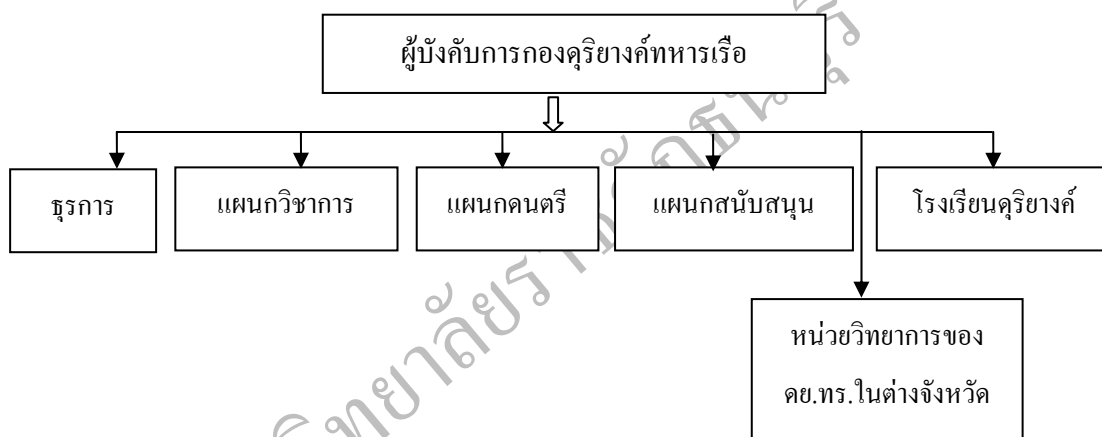 ผู้บังคับการกองดุริยางค์ทหารเรือ
ธุรการ
แผนกวิชาการ
แผนกดนตรี
แผนกสนับสนุน
โรงเรียนดุริยางค์
หน่วยวิทยาการของ
ดย.ทร.ในต่างจังหวัด